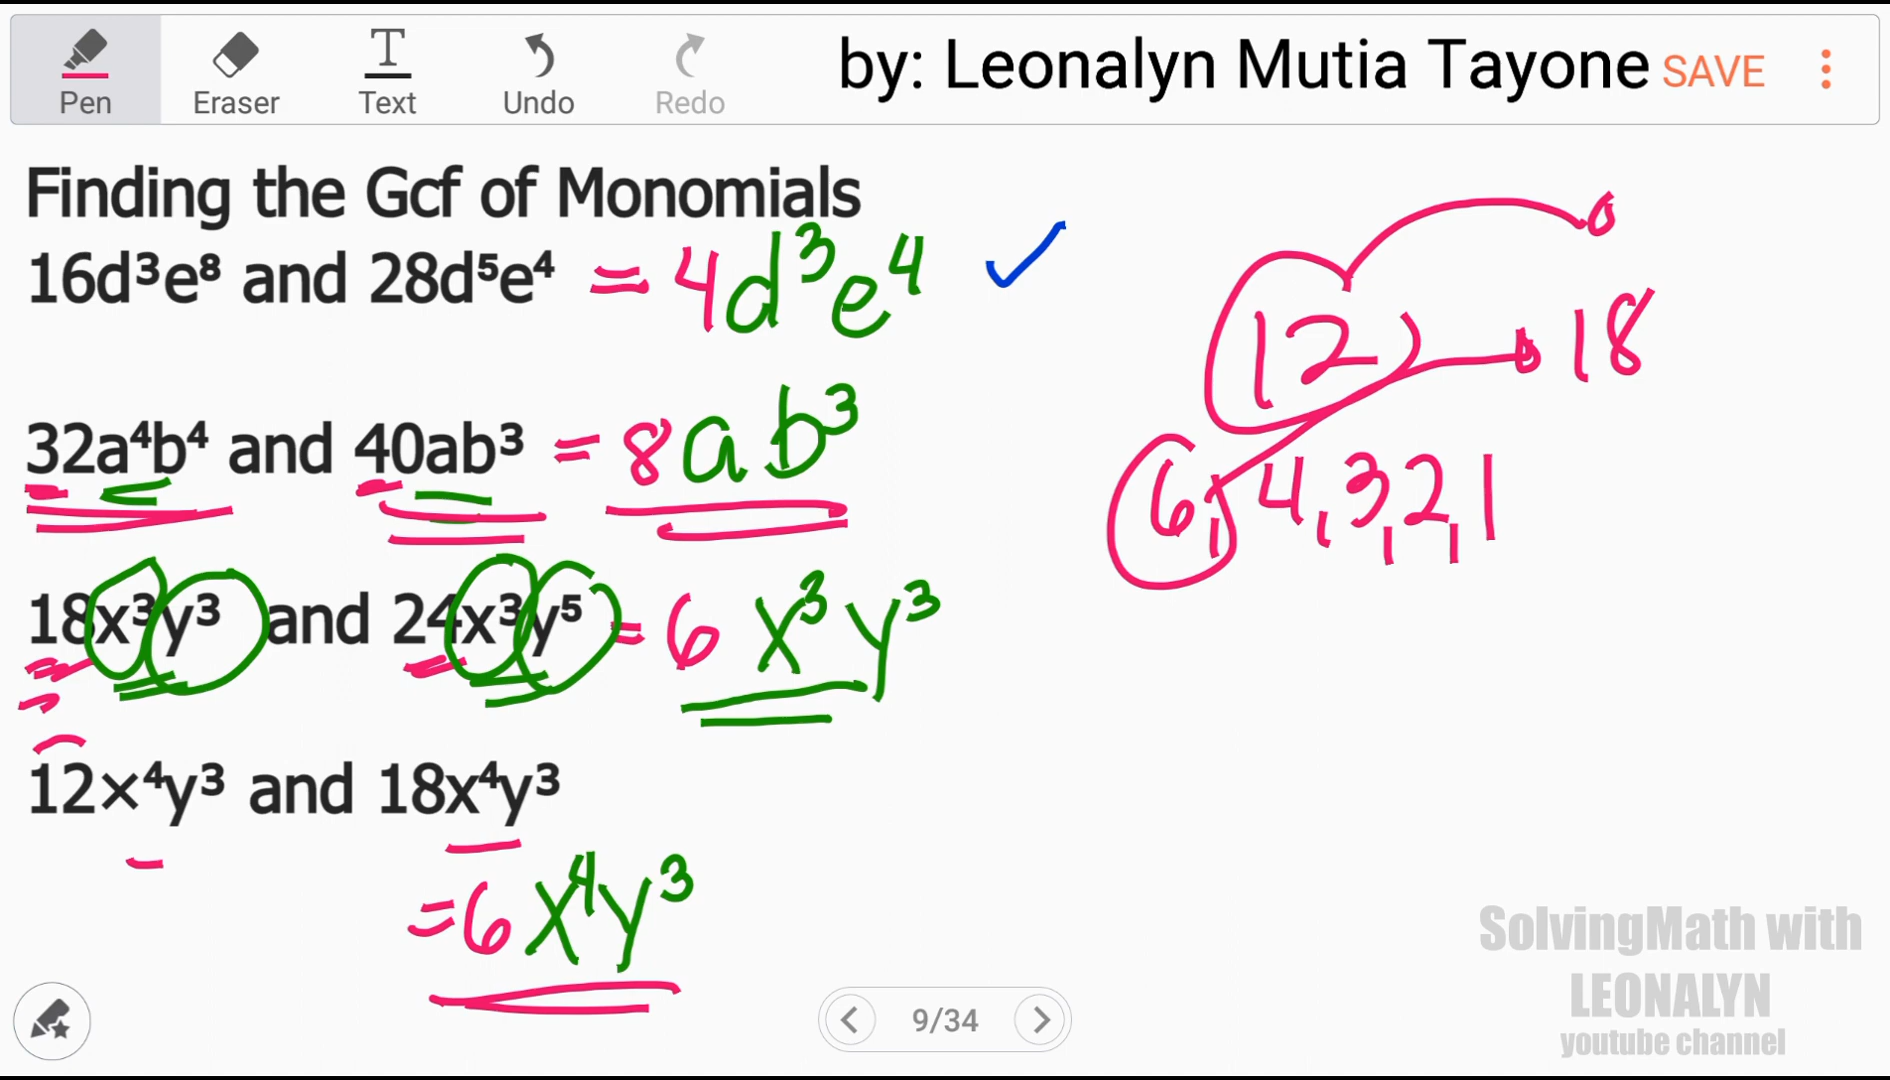 Pen
Eraser
Text
Undo
Redo
by: Leonalyn Mutia Tayone
SAVE
Finding the Gcf of Monomials
16d³e⁸ and 28d⁵e⁴ = 4d³e⁴
32a⁴b⁴ and 40ab³ = 8ab³
18x³y³ and 24x³y⁵ = 6x³y³
12×⁴y³ and 18x⁴y³
=6x⁴y³
12, 18
6, 4, 3, 2, 1
9/34
SolvingMath with
LEONALYN
youtube channel